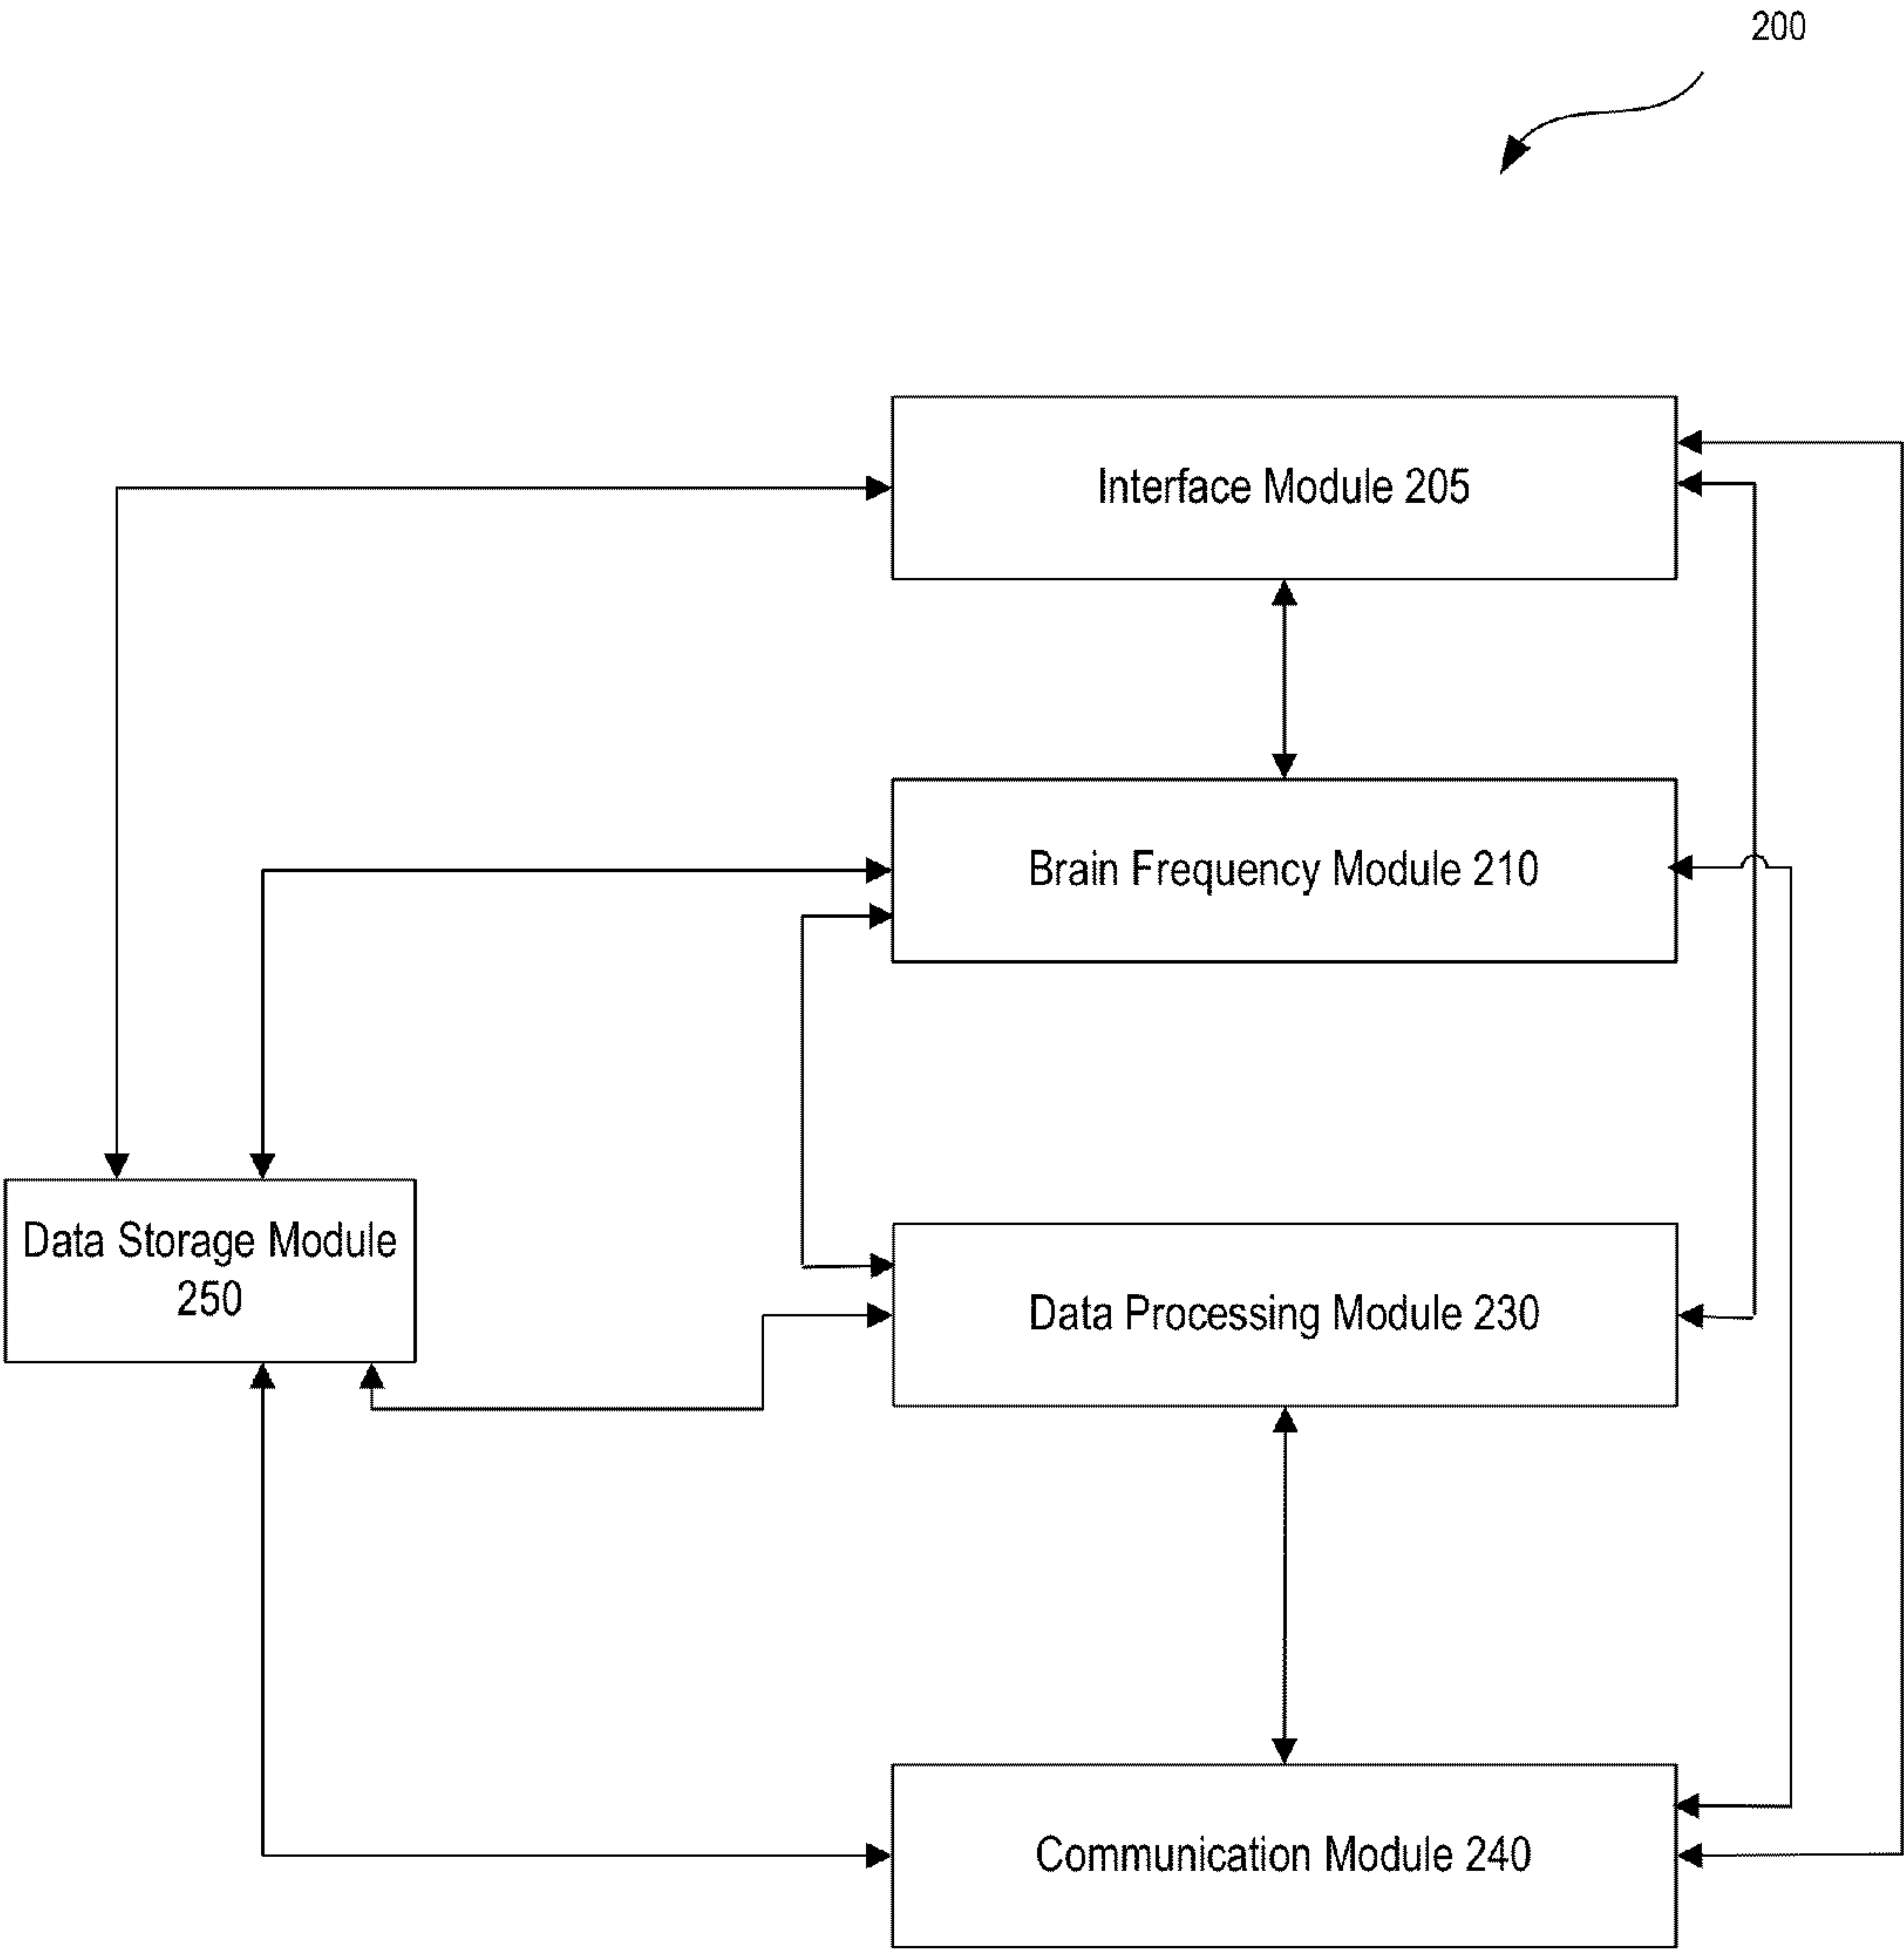 200
Interface Module 205
Brain Frequency Module 210
Data Storage Module
250
Data Processing Module 230
Communication Module 240